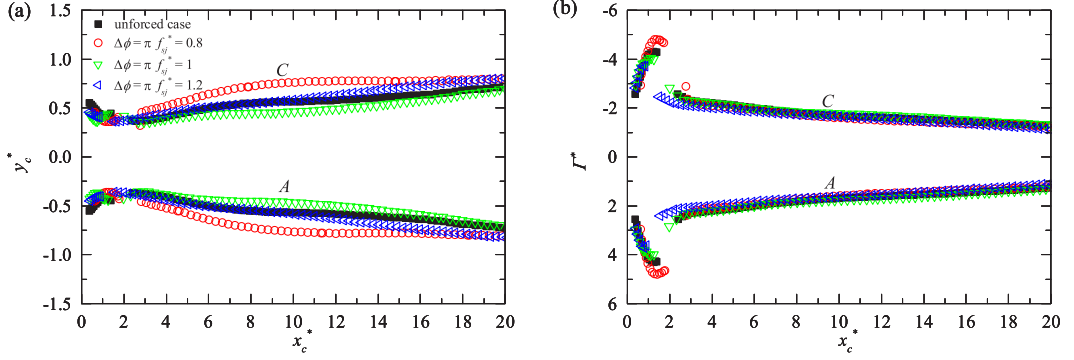 (a)
1.5
1.0
0.5
0.0
-0.5
-1.0
-1.5
y_c^*
unforced case
Δϕ = π f_sj^* = 0.8
Δϕ = π f_sj^* = 1
Δϕ = π f_sj^* = 1.2
C
A
0 2 4 6 8 10 12 14 16 18 20
x_c^*
(b)
-6
-4
-2
0
2
4
6
Γ^*
C
A
0 2 4 6 8 10 12 14 16 18 20
x_c^*